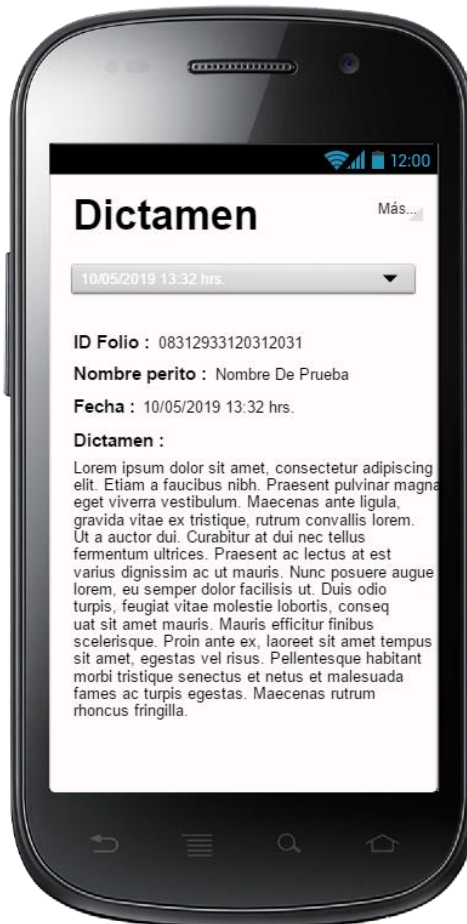 12:00
Dictamen
Más...
10/05/2019 13:32 hrs.
ID Folio : 08312933120312031
Nombre perito : Nombre De Prueba
Fecha : 10/05/2019 13:32 hrs.
Dictamen :
Lorem ipsum dolor sit amet, consectetur adipiscing
elit. Etiam a faucibus nibh. Praesent pulvinar magna
eget viverra vestibulum. Maecenas ante ligula,
gravida vitae ex tristique, rutrum convallis lorem.
Ut a auctor dui. Curabitur at dui nec tellus
fermentum ultrices. Praesent ac lectus at est
varius dignissim ac ut mauris. Nunc posuere augue
lorem, eu semper dolor facilisis ut. Duis odio
turpis, feugiat vitae molestie lobortis, conseq
uat sit amet mauris. Mauris efficitur finibus
scelerisque. Proin ante ex, laoreet sit amet tempus
sit amet, egestas vel risus. Pellentesque habitant
morbi tristique senectus et netus et malesuada
fames ac turpis egestas. Maecenas rutrum
rhoncus fringilla.